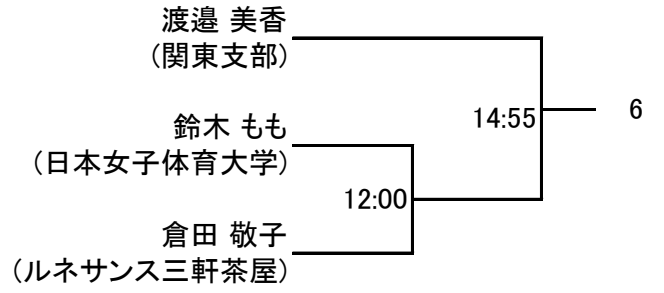 渡邉 美香
(関東支部)
14:55
6
鈴木 もも
(日本女子体育大学)
12:00
倉田 敬子
(ルネサンス三軒茶屋)